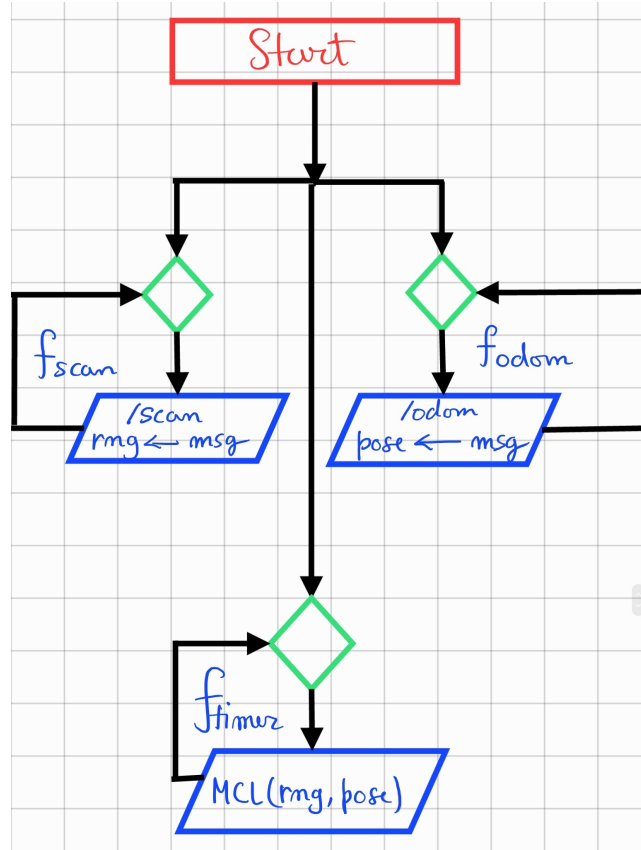 Start
fscan
fodom
/scan
rng ← msg
/odom
pose ← msg
ftimer
MCL(rng, pose)